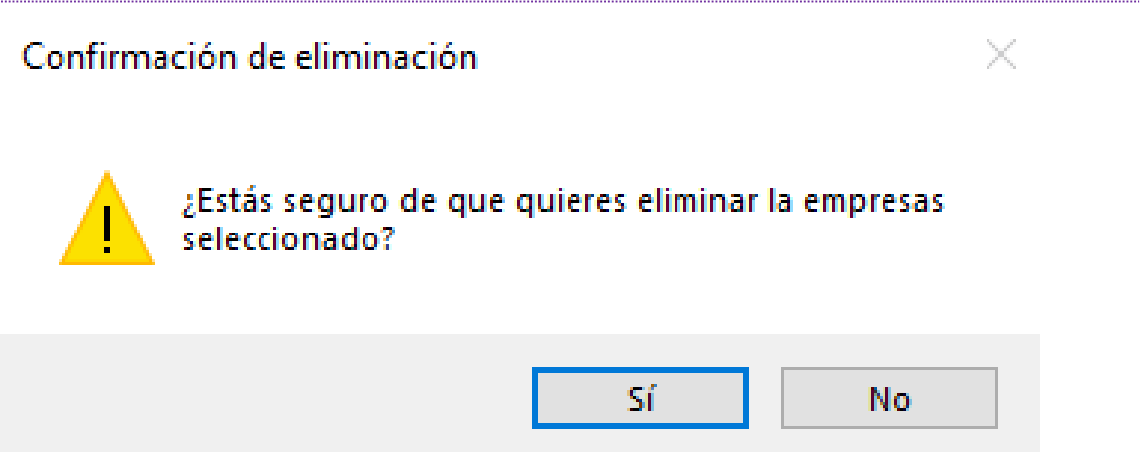 Confirmación de eliminación
¿Estás seguro de que quieres eliminar la empresas
seleccionado?
Sí
No